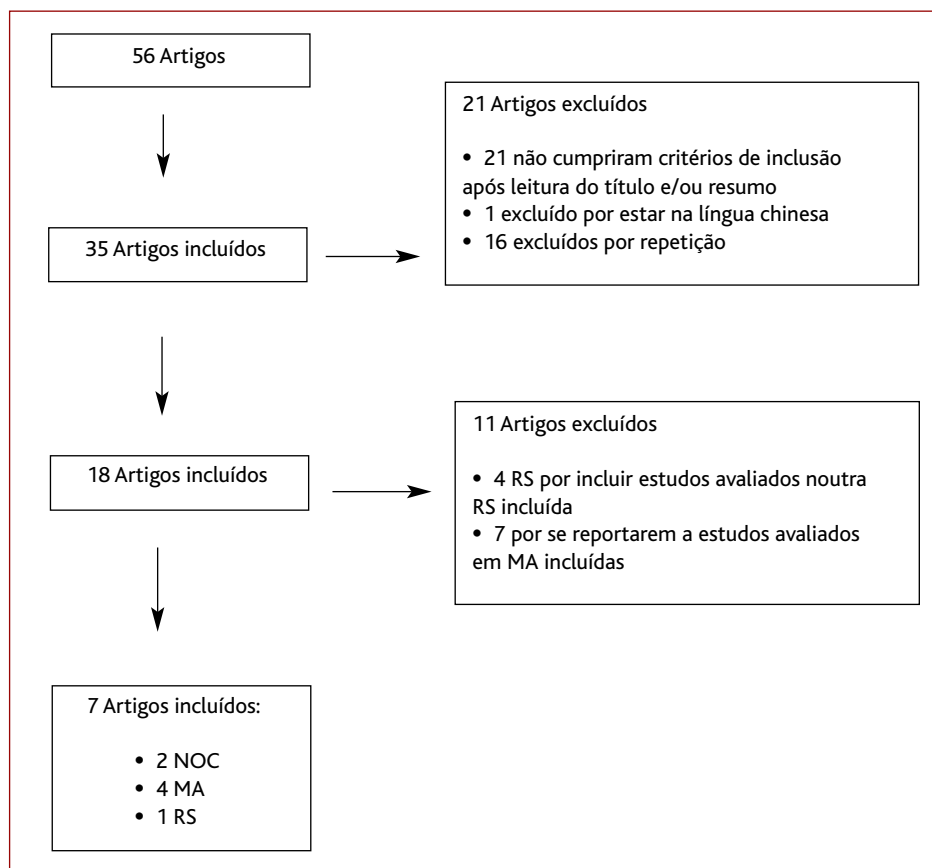 56 Artigos
21 Artigos excluídos
• 21 não cumpriram critérios de inclusão
após leitura do título e/ou resumo
• 1 excluído por estar na língua chinesa
• 16 excluídos por repetição
35 Artigos incluídos
11 Artigos excluídos
• 4 RS por incluir estudos avaliados noutra
RS incluída
• 7 por se reportarem a estudos avaliados
em MA incluídas
18 Artigos incluídos
7 Artigos incluídos:
• 2 NOC
• 4 MA
• 1 RS